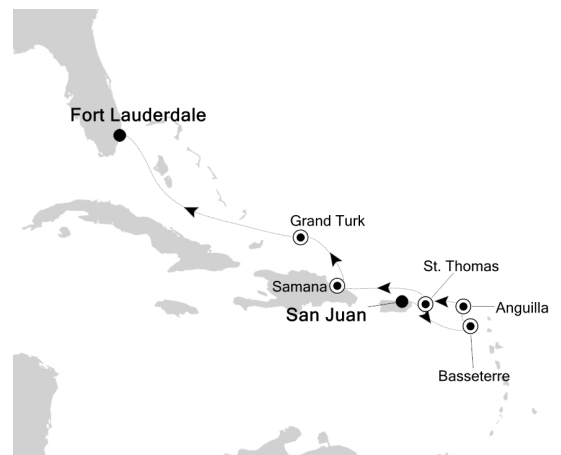 Fort Lauderdale
Grand Turk
St. Thomas
Samana
Anguilla
San Juan
Basseterre